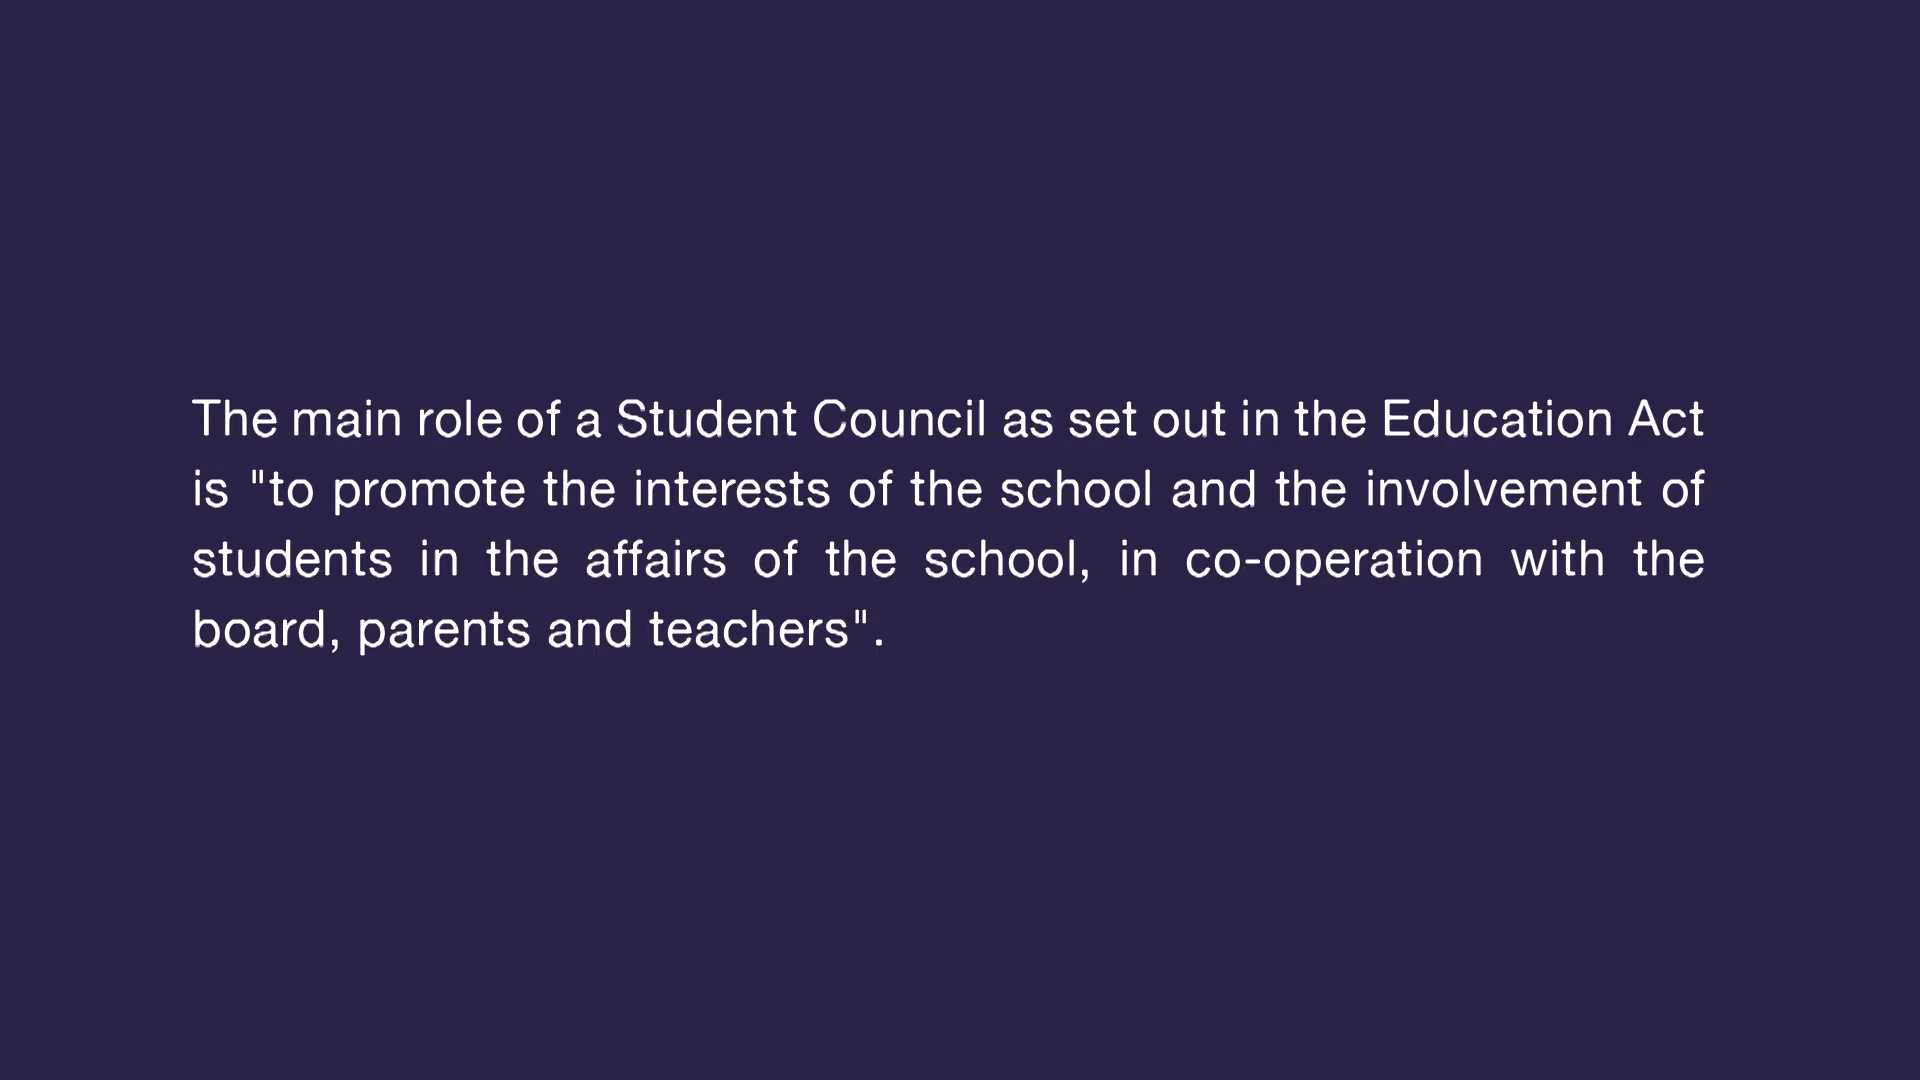 The main role of a Student Council as set out in the Education Act
is "to promote the interests of the school and the involvement of
students in the affairs of the school, in co-operation with the
board, parents and teachers".